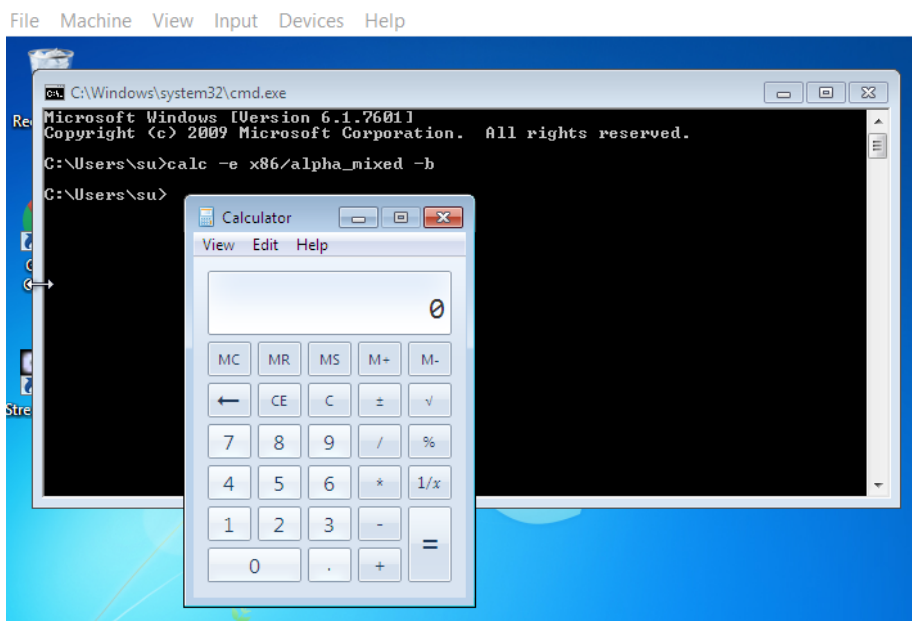 File Machine View Input Devices Help
C:\Windows\system32\cmd.exe
Rec
Microsoft Windows [Version 6.1.7601]
Copyright (c) 2009 Microsoft Corporation. All rights reserved.
C:\Users\su>calc -e x86/alpha_mixed -b
C:\Users\su>
Calculator
View Edit Help
0
MC MR MS M+ M-
← CE C ± √
7 8 9 / %
4 5 6 * 1/x
1 2 3 - =
0 . +
Stre